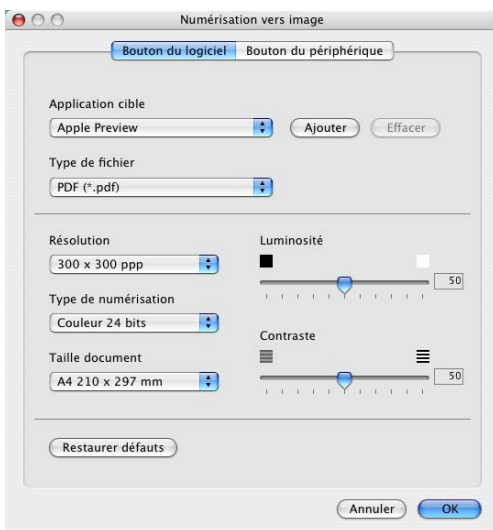 Numérisation vers image
Bouton du logiciel Bouton du périphérique
Application cible
Apple Preview Ajouter Effacer
Type de fichier
PDF (*.pdf)
Résolution Luminosité
300 x 300 ppp 50
Type de numérisation
Couleur 24 bits
Contraste
Taille document
A4 210 x 297 mm 50
Restaurer défauts
Annuler OK